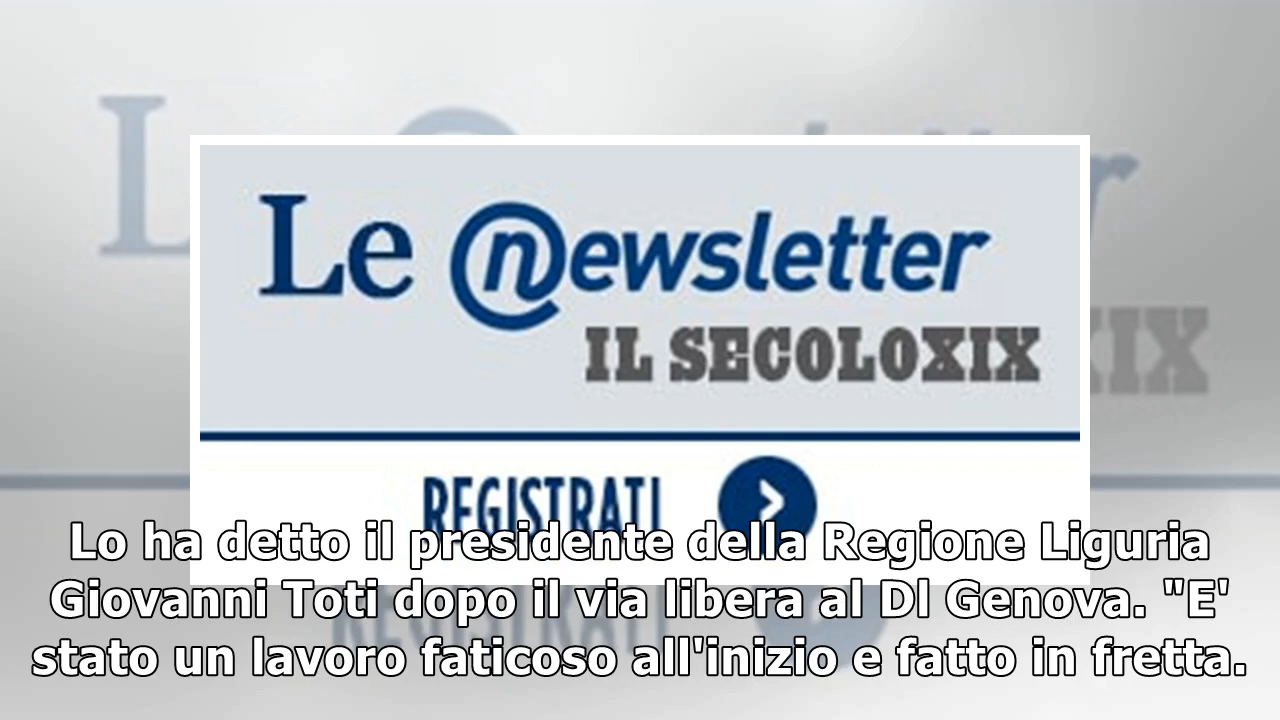 Le @newsletter
IL SECOLOXIX
REGISTRATI
Lo ha detto il presidente della Regione Liguria
Giovanni Toti dopo il via libera al Dl Genova. "E'
stato un lavoro faticoso all'inizio e fatto in fretta.